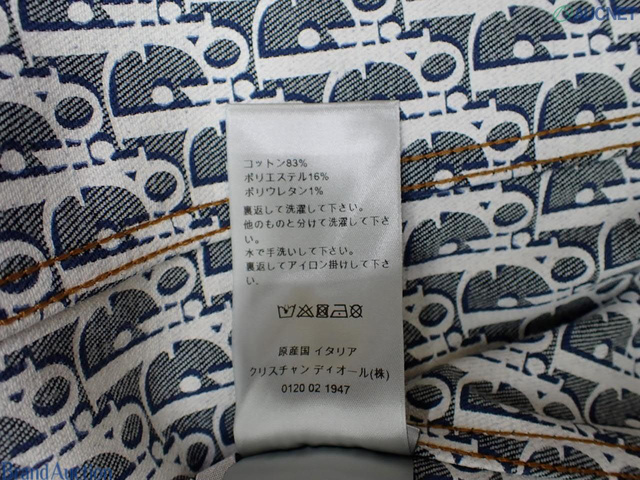 コットン83%
ポリエステル16%
ポリウレタン1%
裏返して洗濯して下さい。
他のものと分けて洗濯して下さ
い。
水で手洗いして下さい。
裏返してアイロン掛けして下さ
い.
原産国 イタリア
クリスチャン ディオール(株)
0120 02 1947
Brand Auction